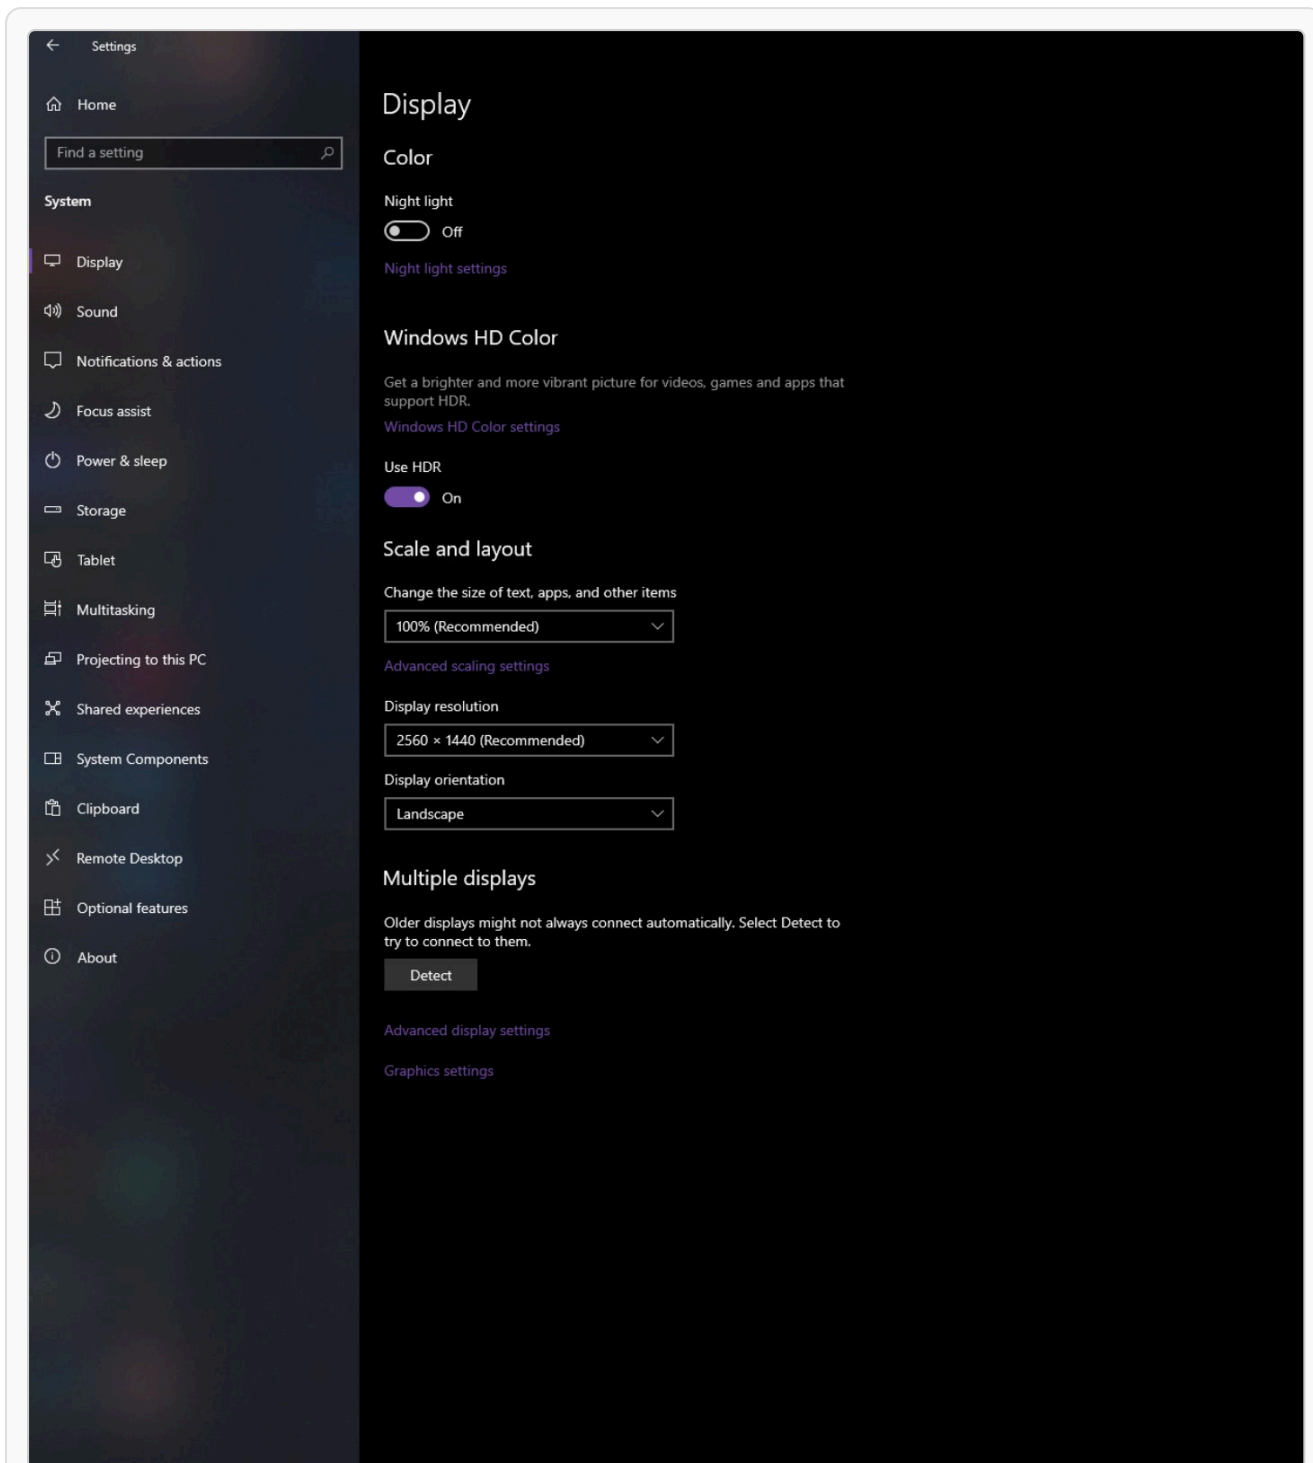 Settings
Home
Find a setting
System
Display
Sound
Notifications & actions
Focus assist
Power & sleep
Storage
Tablet
Multitasking
Projecting to this PC
Shared experiences
System Components
Clipboard
Remote Desktop
Optional features
About
Display
Color
Night light
Off
Night light settings
Windows HD Color
Get a brighter and more vibrant picture for videos, games and apps that
support HDR.
Windows HD Color settings
Use HDR
On
Scale and layout
Change the size of text, apps, and other items
100% (Recommended)
Advanced scaling settings
Display resolution
2560 × 1440 (Recommended)
Display orientation
Landscape
Multiple displays
Older displays might not always connect automatically. Select Detect to
try to connect to them.
Detect
Advanced display settings
Graphics settings